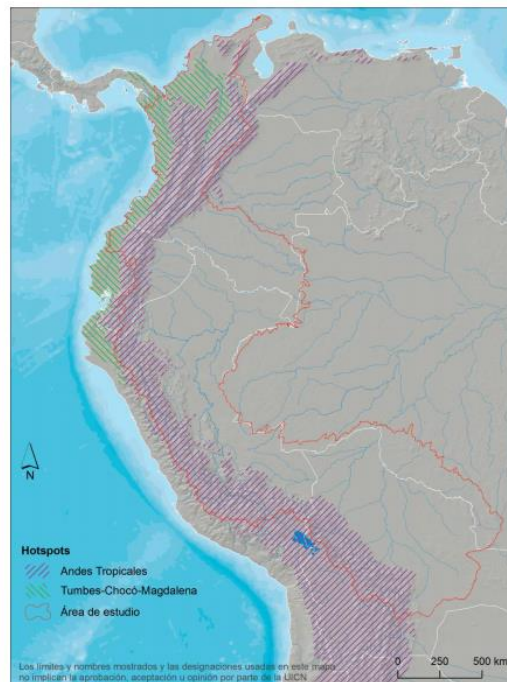 N
Hotspots
Andes Tropicales
Tumbes-Chocó-Magdalena
Área de estudio
0 250 500 km
Los límites y nombres mostrados y las designaciones usadas en este mapa
no implican la aprobación, aceptación u opinión por parte de la UICN